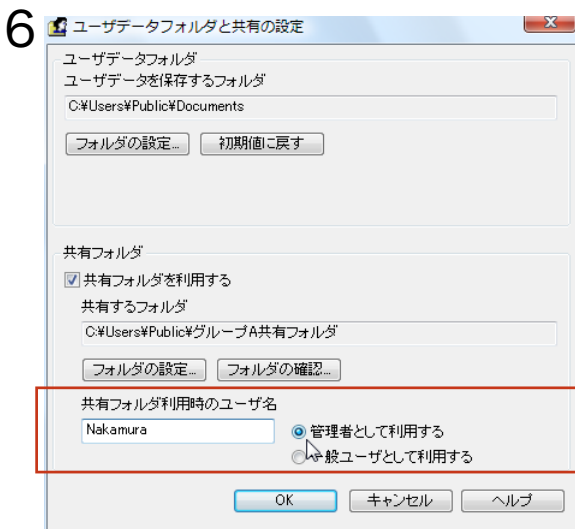 6
ユーザデータフォルダと共有の設定
ユーザデータフォルダ
ユーザデータを保存するフォルダ
C:¥Users¥Public¥Documents
フォルダの設定... 初期値に戻す
共有フォルダ
共有フォルダを利用する
共有するフォルダ
C:¥Users¥Public¥グループA共有フォルダ
フォルダの設定... フォルダの確認...
共有フォルダ利用時のユーザ名
Nakamura 管理者として利用する
一般ユーザとして利用する
OK キャンセル ヘルプ